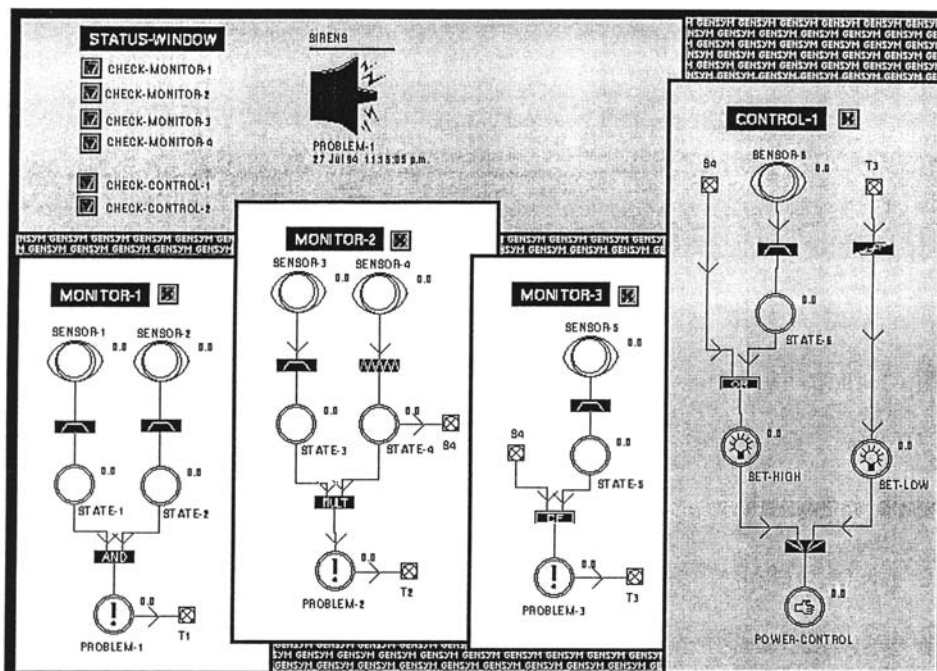 STATUS-WINDOW
CHECK-MONITOR-1
CHECK-MONITOR-2
CHECK-MONITOR-3
CHECK-MONITOR-4
CHECK-CONTROL-1
CHECK-CONTROL-2
SIRENS
PROBLEM-1
27 Jul 94 11:35:05 p.m.
GENSYM GENSYM GENSYM GENSYM GENSYM
MONITOR-1
SENSOR-1
0.0
SENSOR-2
0.0
0.0
STATE-1
0.0
STATE-2
AND
0.0
PROBLEM-1
T1
MONITOR-2
SENSOR-3
0.0
SENSOR-4
0.0
0.0
STATE-3
0.0
STATE-4
S4
MULT
0.0
PROBLEM-2
T2
MONITOR-3
SENSOR-5
0.0
S4
0.0
STATE-5
CF
0.0
PROBLEM-3
T3
CONTROL-1
S4
SENSOR-6
0.0
T3
0.0
STATE-6
OR
0.0
0.0
SET-HIGH
SET-LOW
0.0
POWER-CONTROL